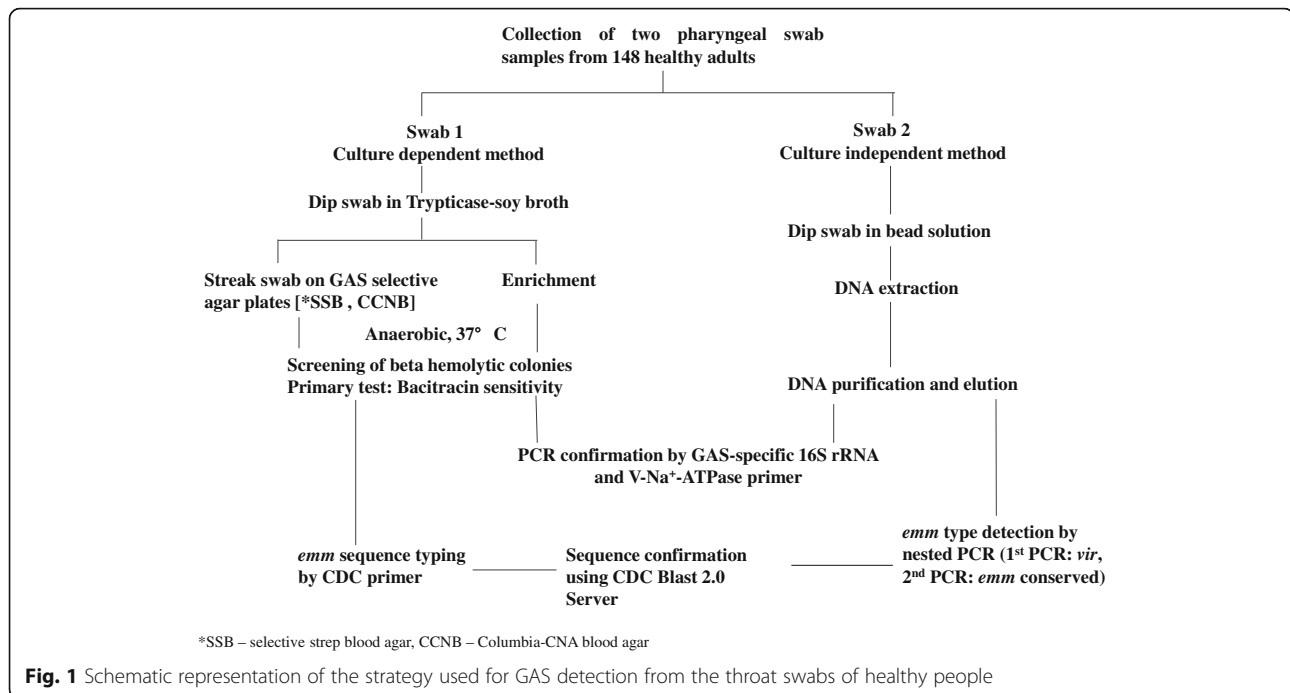 Collection of two pharyngeal swab
samples from 148 healthy adults
Swab 1
Culture dependent method
Swab 2
Culture independent method
Dip swab in Trypticase-soy broth
Dip swab in bead solution
Streak swab on GAS selective
agar plates [*SSB , CCNB]
Enrichment
DNA extraction
Anaerobic, 37° C
Screening of beta hemolytic colonies
Primary test: Bacitracin sensitivity
DNA purification and elution
PCR confirmation by GAS-specific 16S rRNA
and V-Na⁺-ATPase primer
emm sequence typing
by CDC primer
Sequence confirmation
using CDC Blast 2.0
Server
emm type detection by
nested PCR (1st PCR: vir,
2nd PCR: emm conserved)
*SSB – selective strep blood agar, CCNB – Columbia-CNA blood agar
Fig. 1 Schematic representation of the strategy used for GAS detection from the throat swabs of healthy people